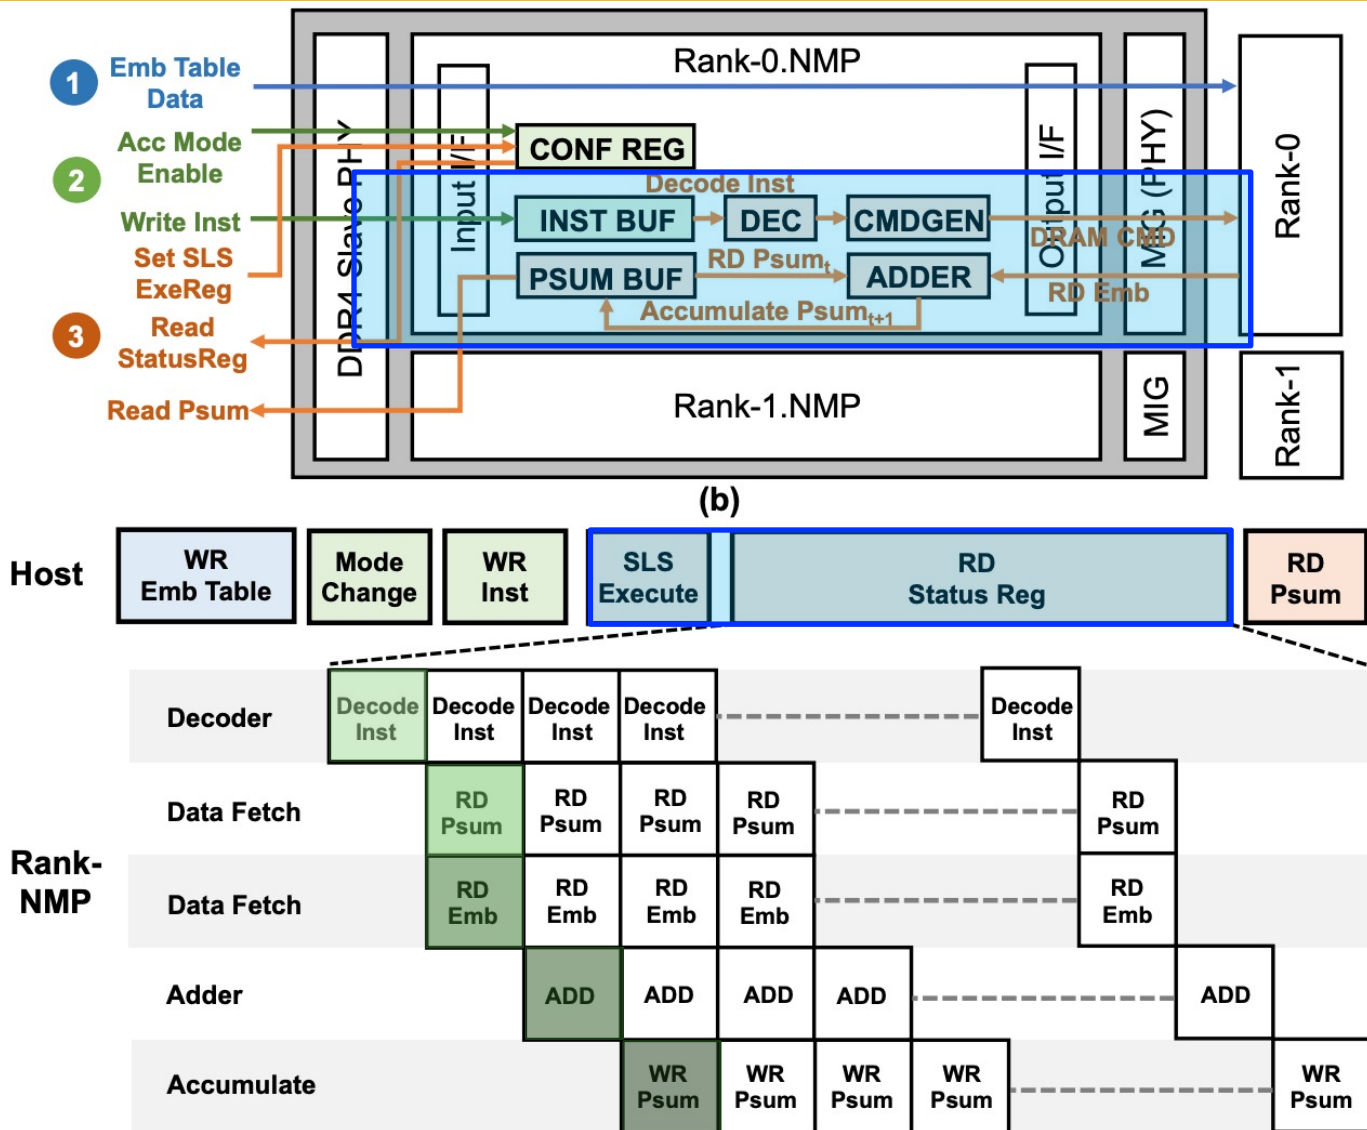 Rank-0.NMP
1
Emb Table
Data
Acc Mode
Enable
2
CONF REG
Decode Inst
Write Inst
INST BUF
DEC
CMDGEN
DRAM CMD
Set SLS
ExeReg
PSUM BUF
RD Psumt
ADDER
RD Emb
Accumulate Psumt+1
3
Read
StatusReg
Read Psum
DDR4 Slave PHY
Input I/F
Output I/F
MIG (PHY)
Rank-0
Rank-1.NMP
MIG
Rank-1
(b)
Host
WR
Emb Table
Mode
Change
WR
Inst
SLS
Execute
RD
Status Reg
RD
Psum
Rank-
NMP
Decoder
Decode
Inst
Decode
Inst
Decode
Inst
Decode
Inst
Decode
Inst
Data Fetch
RD
Psum
RD
Psum
RD
Psum
RD
Psum
RD
Psum
Data Fetch
RD
Emb
RD
Emb
RD
Emb
RD
Emb
RD
Emb
Adder
ADD
ADD
ADD
ADD
ADD
Accumulate
WR
Psum
WR
Psum
WR
Psum
WR
Psum
WR
Psum